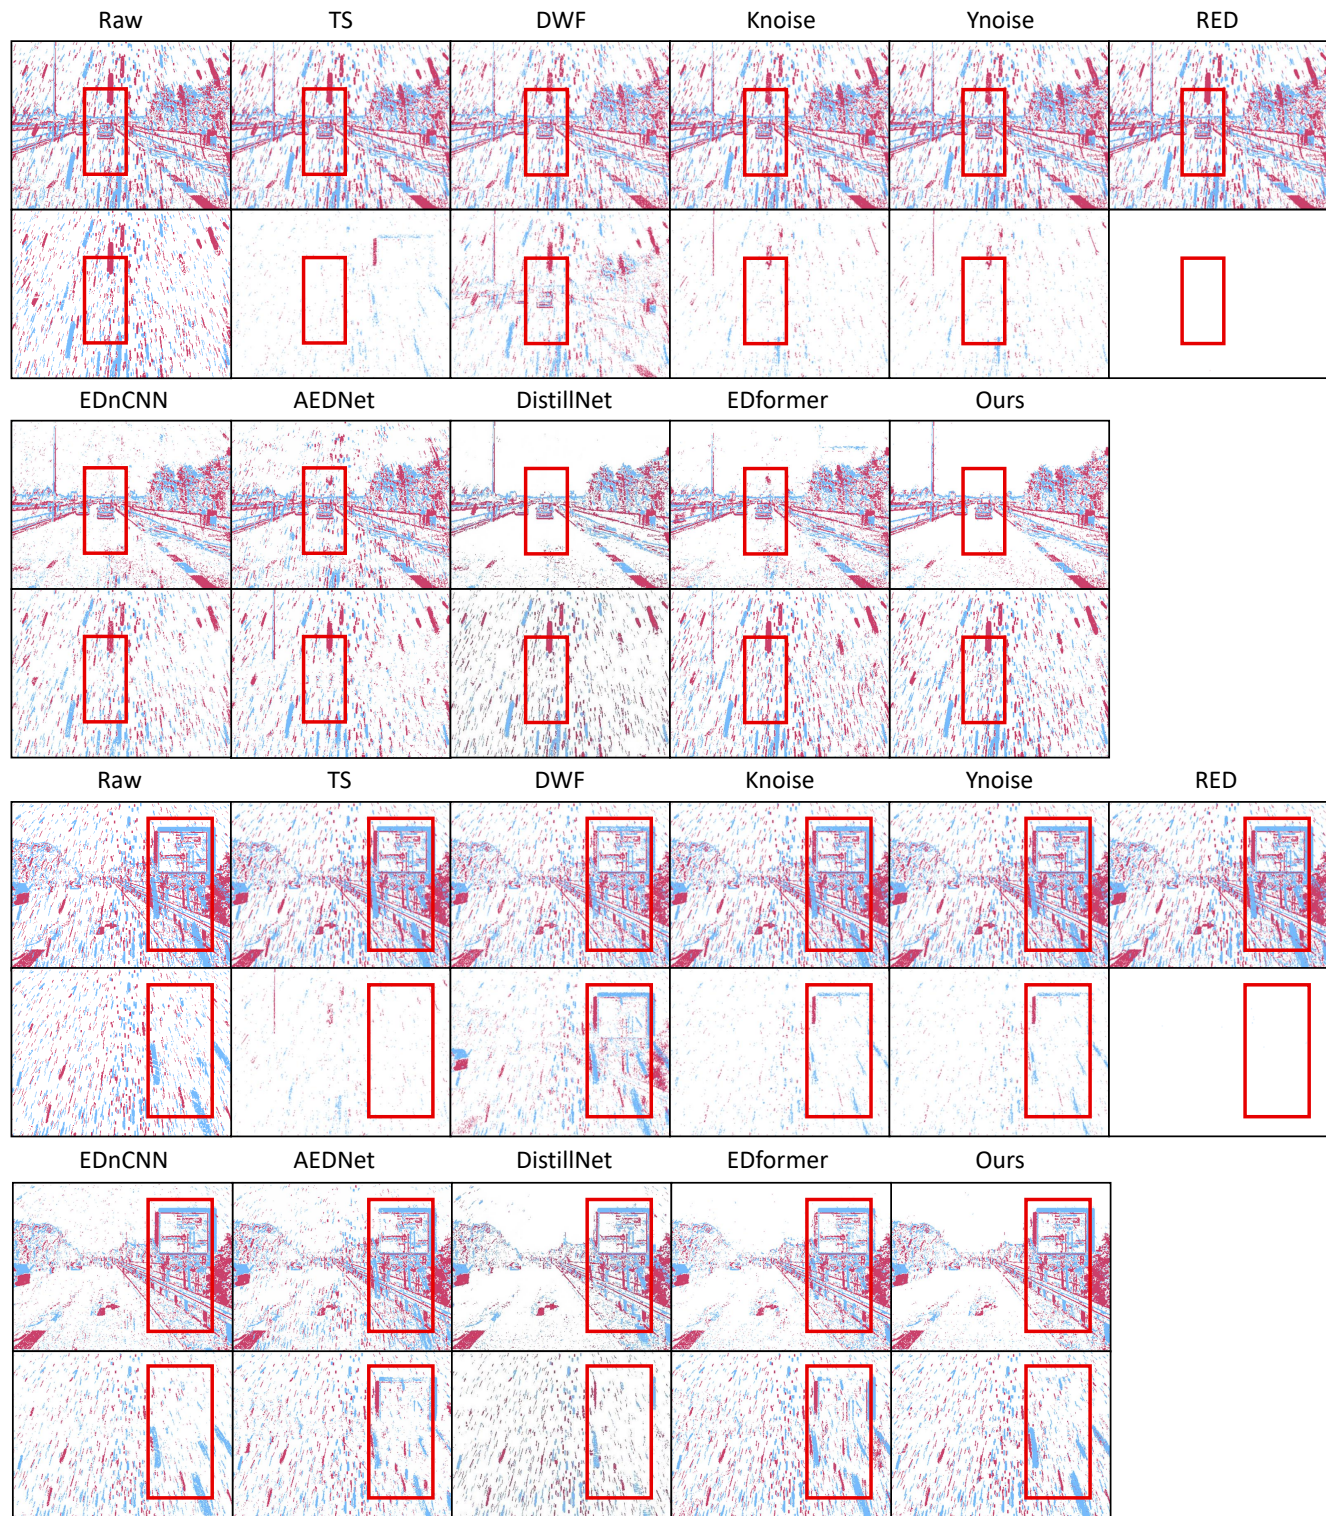 Raw TS DWF Knoise Ynoise RED
EDnCNN AEDNet DistillNet EDformer Ours
Raw TS DWF Knoise Ynoise RED
EDnCNN AEDNet DistillNet EDformer Ours